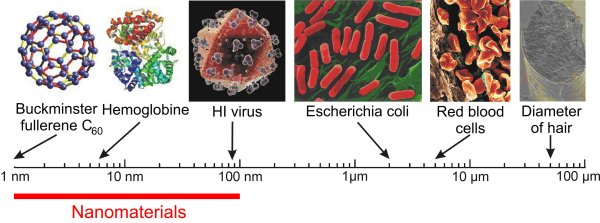 Buckminster
fullerene C60
Hemoglobine
HI virus
Escherichia coli
Red blood
cells
Diameter
of hair
1 nm
10 nm
100 nm
1μm
10 μm
100 μm
Nanomaterials